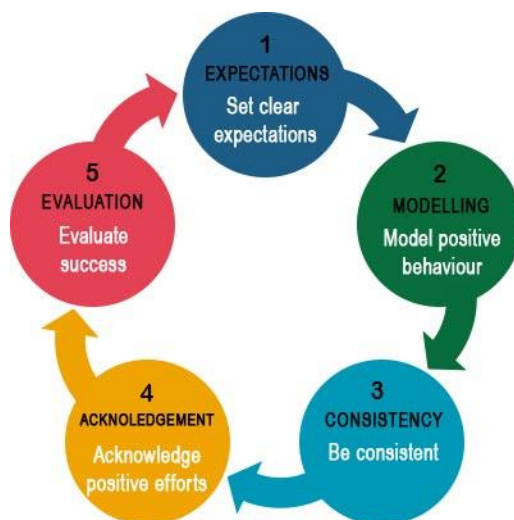 1
EXPECTATIONS
Set clear
expectations
2
MODELLING
Model positive
behaviour
3
CONSISTENCY
Be consistent
4
ACKNOLEDGEMENT
Acknowledge
positive efforts
5
EVALUATION
Evaluate
success